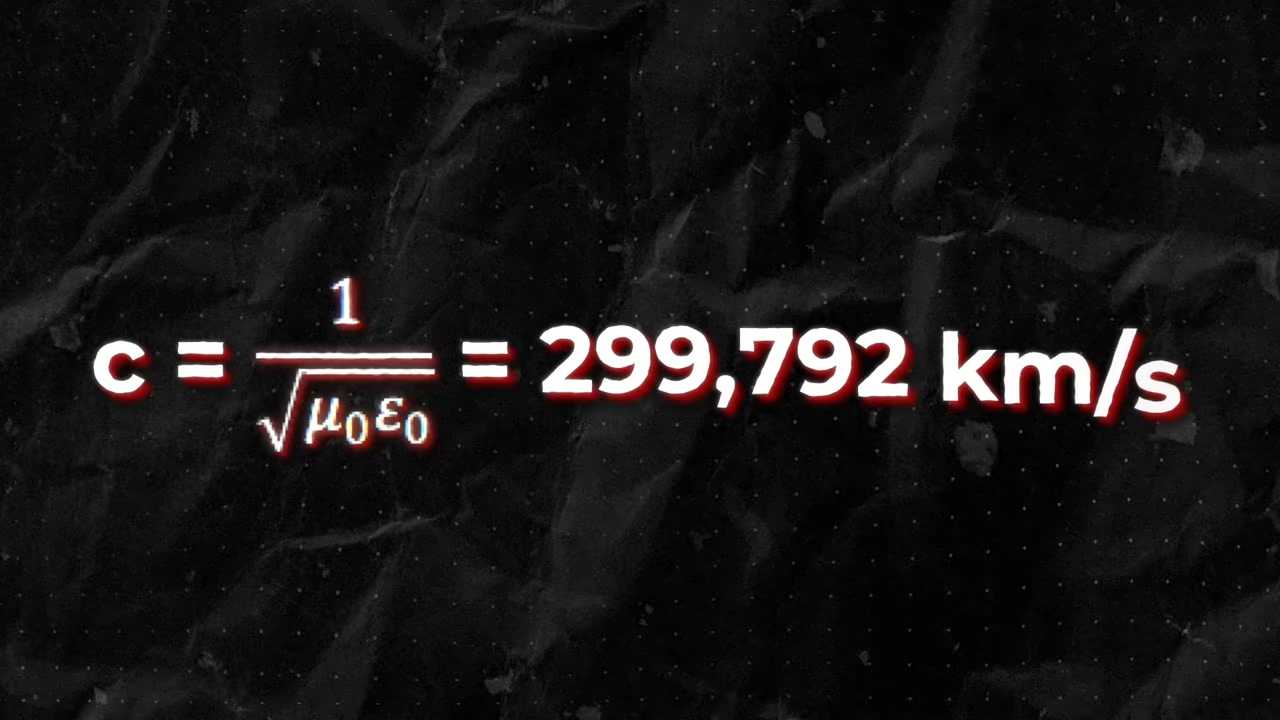 c = 1/√μ₀ε₀ = 299,792 km/s